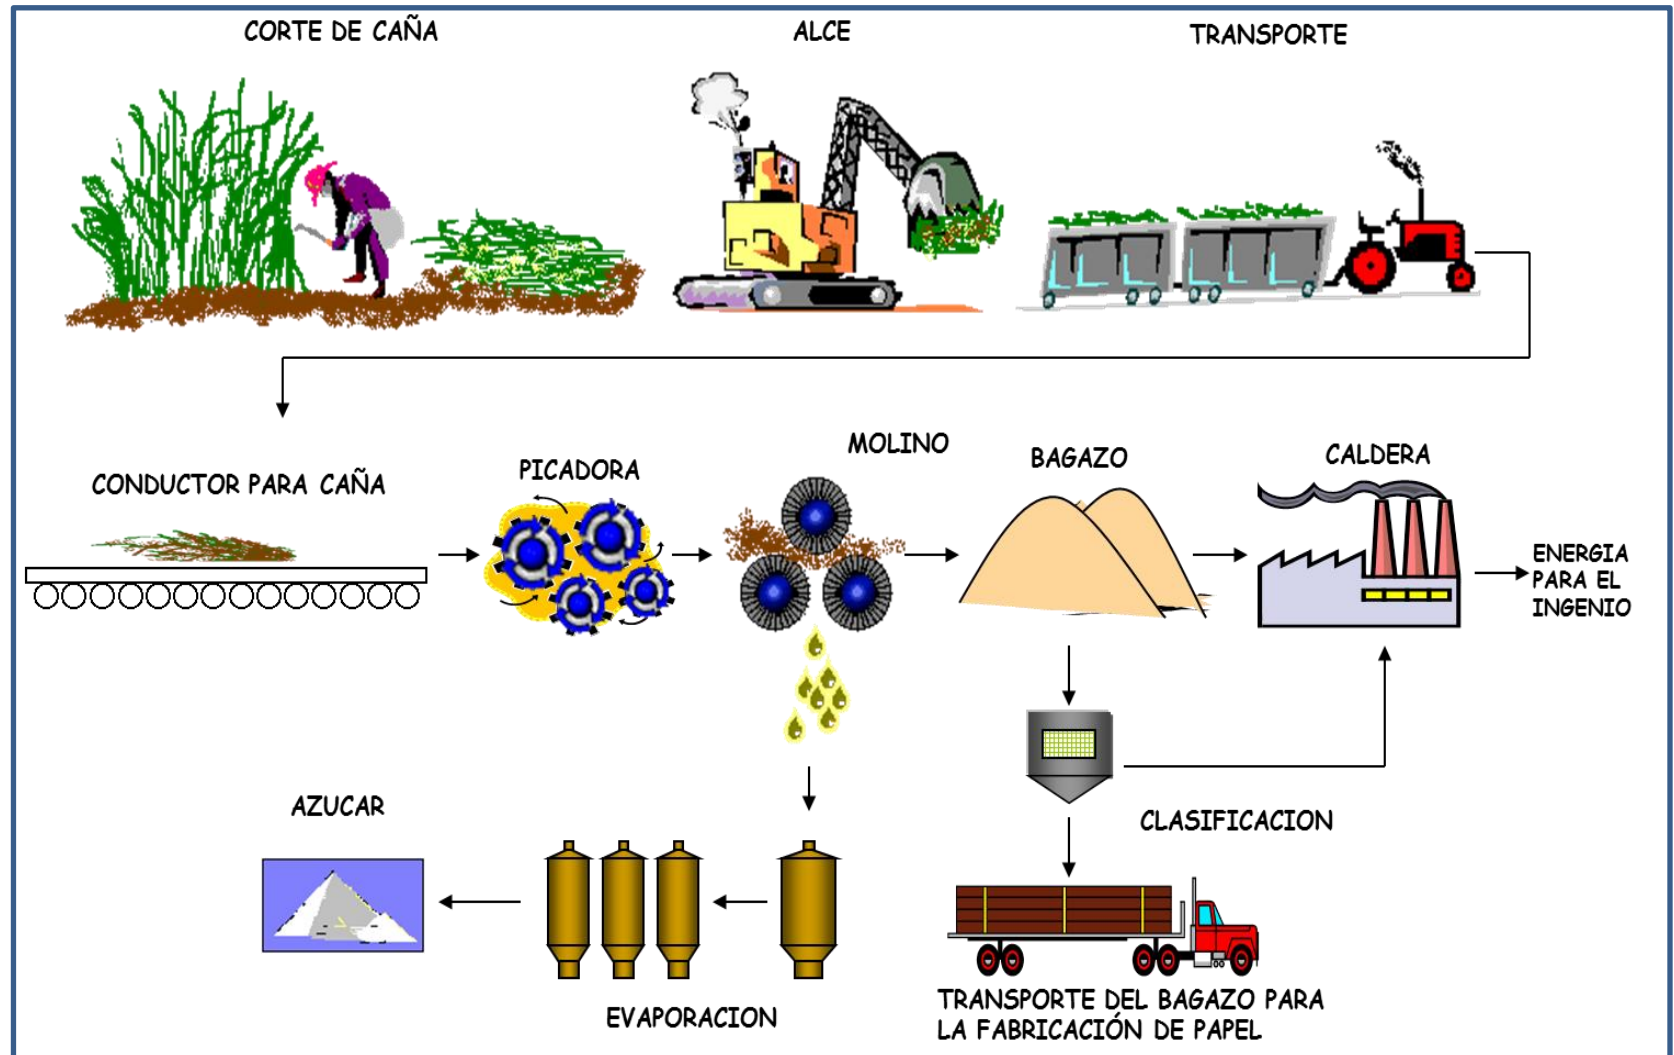 CORTE DE CAÑA
ALCE
TRANSPORTE
CONDUCTOR PARA CAÑA
PICADORA
MOLINO
BAGAZO
CALDERA
ENERGIA
PARA EL
INGENIO
AZUCAR
EVAPORACION
CLASIFICACION
TRANSPORTE DEL BAGAZO PARA
LA FABRICACIÓN DE PAPEL